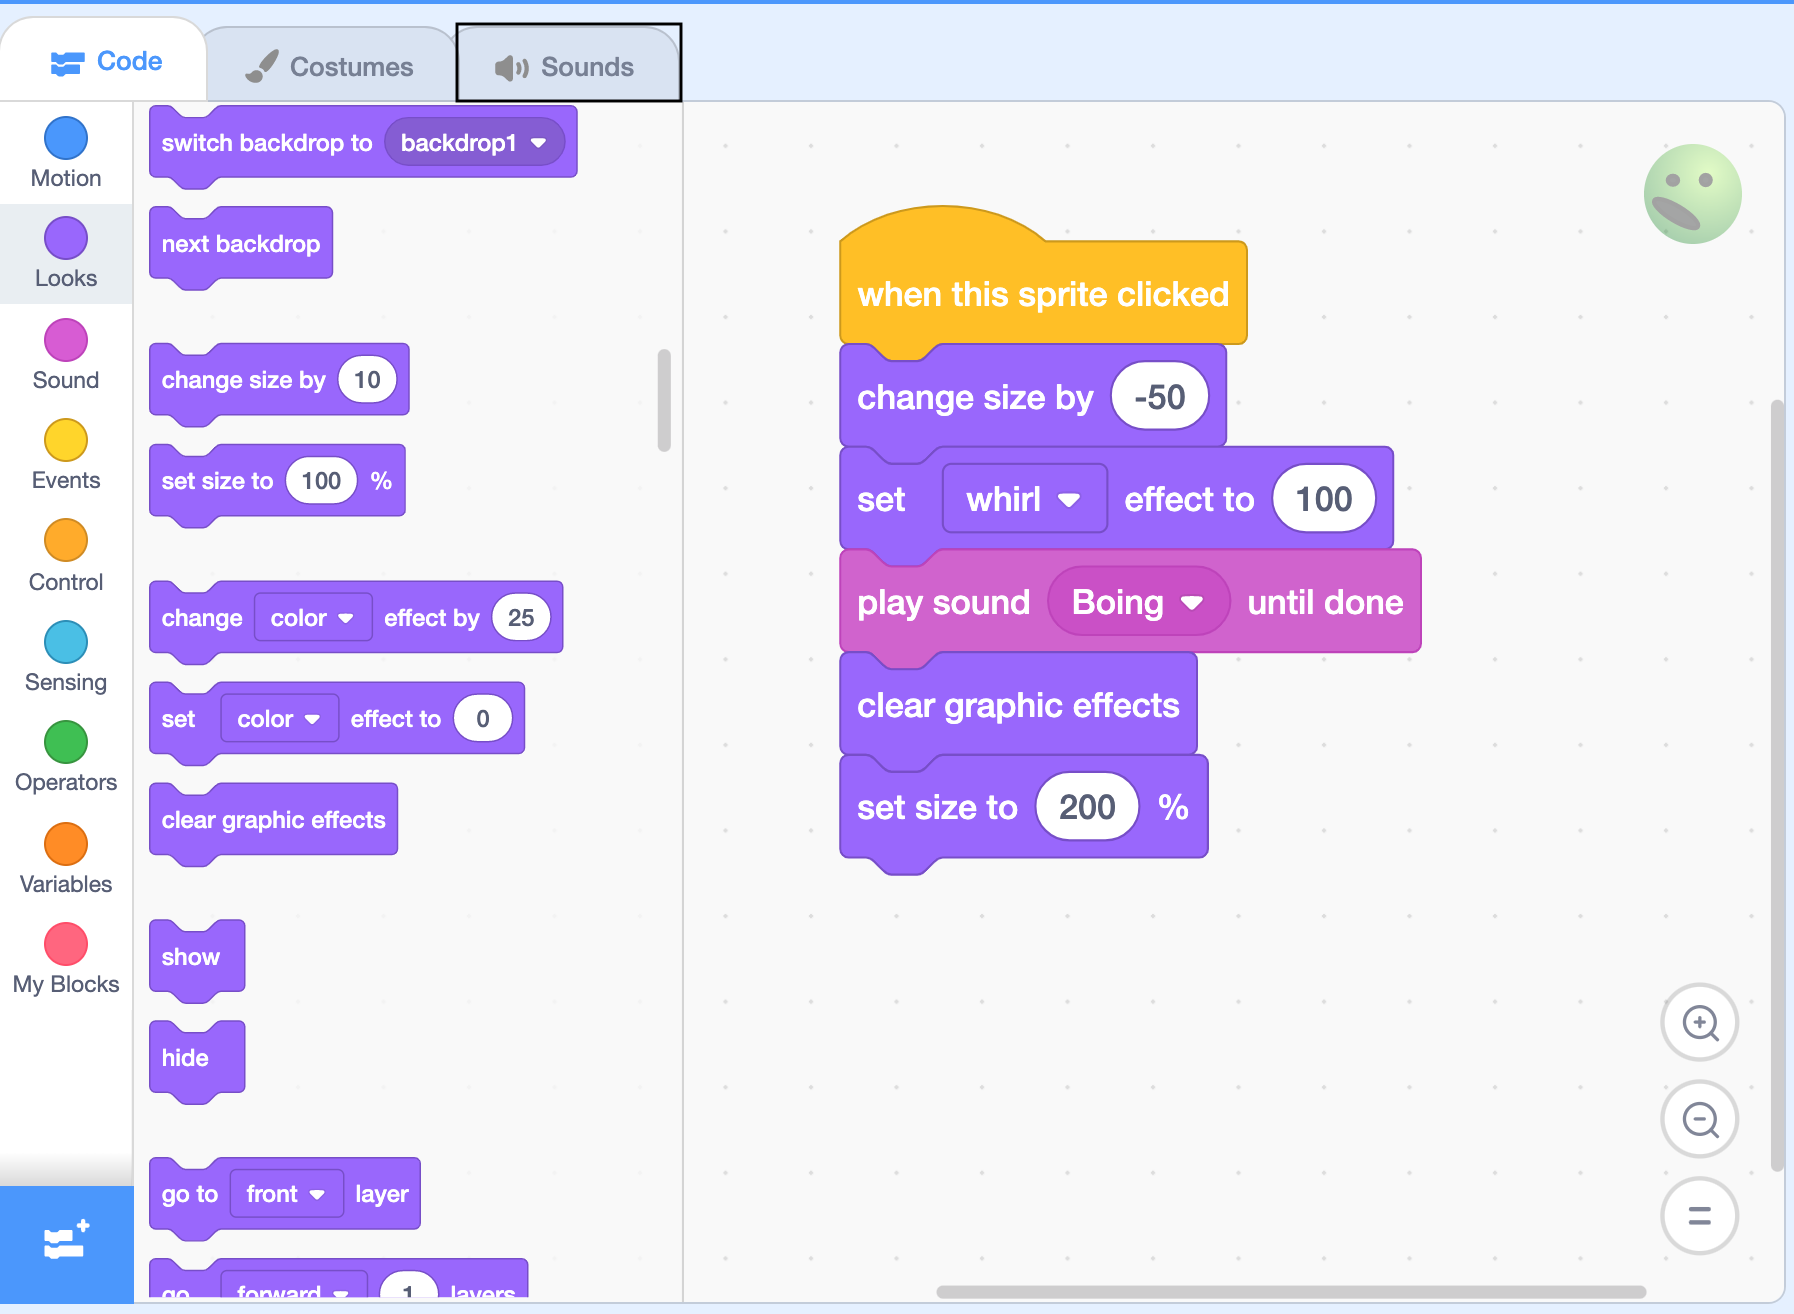 Code
Costumes
Sounds
Motion
Looks
Sound
Events
Control
Sensing
Operators
Variables
My Blocks
switch backdrop to backdrop1
next backdrop
change size by 10
set size to 100 %
change color effect by 25
set color effect to 0
clear graphic effects
show
hide
go to front layer
go forward 1 layers
when this sprite clicked
change size by -50
set whirl effect to 100
play sound Boing until done
clear graphic effects
set size to 200 %